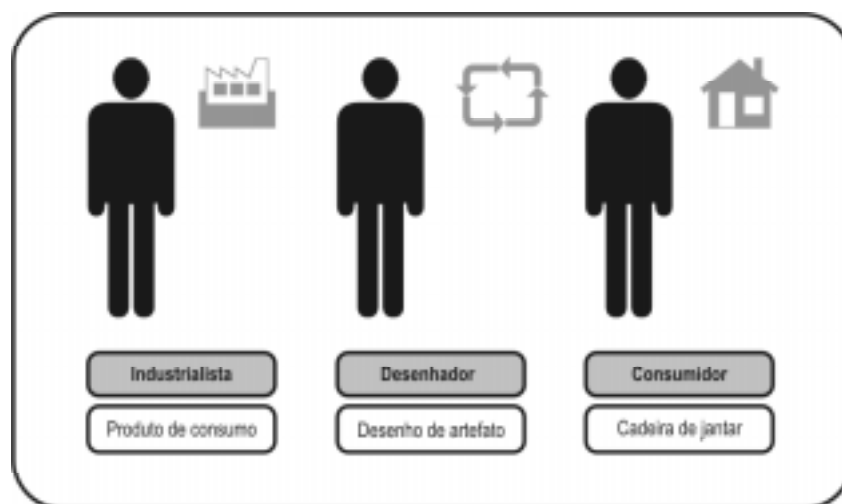 Industrialista
Desenhador
Consumidor
Produto de consumo
Desenho de artefato
Cadeira de jantar